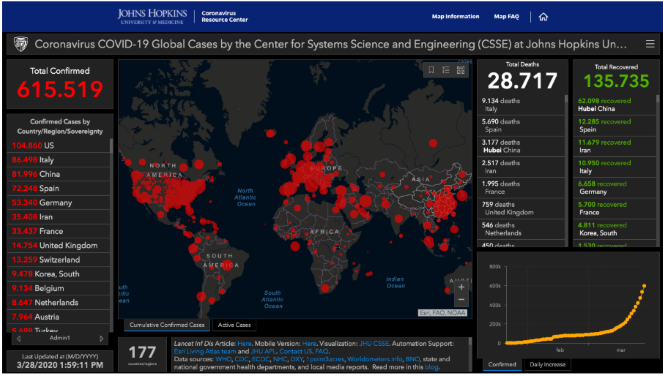 JOHNS HOPKINS
UNIVERSITY & MEDICINE
Coronavirus
Resource Center
Map Information
Map FAQ
Coronavirus COVID-19 Global Cases by the Center for Systems Science and Engineering (CSSE) at Johns Hopkins Un...
Total Confirmed
615.519
Confirmed Cases by
Country/Region/Sovereignty
104.860 US
86.498 Italy
81.996 China
72.248 Spain
53.340 Germany
35.408 Iran
33.437 France
14.754 United Kingdom
13.259 Switzerland
9.478 Korea, South
9.134 Belgium
8.647 Netherlands
7.964 Austria
Turkey
Admin1
Last Updated at (M/D/YYYY)
3/28/2020 1:59:11 PM
NORTH
AMERICA
North
Atlantic
Ocean
EUROPE
ASIA
AFRICA
SOUTH
AMERICA
South
Atlantic
Ocean
Indian
Ocean
Esri, FAO, NOAA
Cumulative Confirmed Cases
Active Cases
177
countries/regions
Lancet Inf Dis Article: Here. Mobile Version: Here. Visualization: JHU CSSE. Automation Support:
Esri Living Atlas team and JHU APL. Contact US. FAQ.
Data sources: WHO, CDC, ECDC, NHC, DXY, 1point3acres, Worldometers.info, BNO, state and
national government health departments, and local media reports. Read more in this blog.
Total Deaths
28.717
9.134 deaths
Italy
5.690 deaths
Spain
3.177 deaths
Hubei China
2.517 deaths
Iran
1.995 deaths
France
759 deaths
United Kingdom
546 deaths
Netherlands
450 deaths
Total Recovered
135.735
62.098 recovered
Hubei China
12.285 recovered
Spain
11.679 recovered
Iran
10.950 recovered
Italy
6.658 recovered
Germany
5.700 recovered
France
4.811 recovered
Korea, South
1.530 recovered
800k
600k
400k
200k
0
feb
mar
Confirmed
Daily Increase